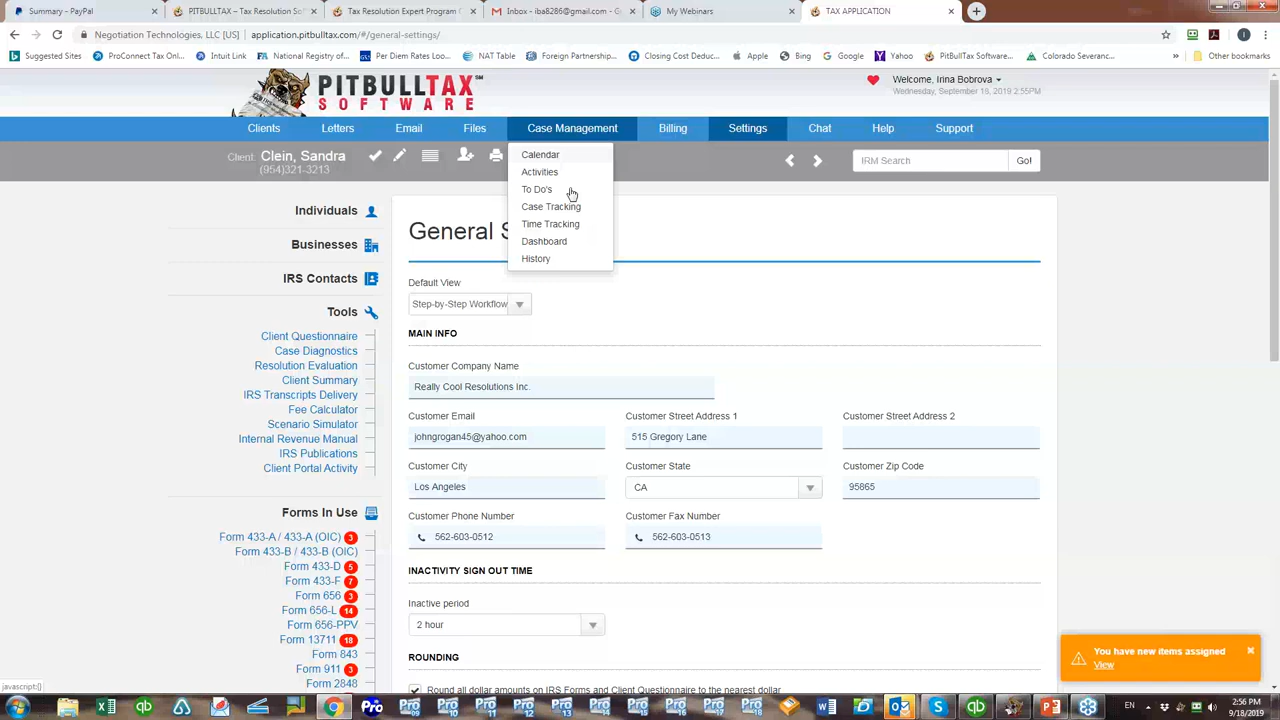 Summary - PayPal
PITBULLTAX – Tax Resolution S
Tax Resolution Expert Program C
Inbox - iba8286@gmail.com - G
My Webinars
TAX APPLICATION
Negotiation Technologies, LLC [US]
application.pitbulltax.com/#/general-settings/
Suggested Sites
ProConnect Tax On...
Intuit Link
National Registry of...
Per Diem Rates Loo...
NAT Table
Foreign Partnership...
Closing Cost Deduc...
Apple
Bing
Google
Yahoo
PitBullTax Software...
Colorado Severanc...
Other bookmarks
PITBULLTAX
SOFTWARE
Welcome, Irina Bobrova
Wednesday, September 18, 2019 2:55PM
Clients
Letters
Email
Files
Case Management
Billing
Settings
Chat
Help
Support
Client: Clein, Sandra
(954)321-3213
IRM Search
Go!
Calendar
Activities
To Do's
Case Tracking
Time Tracking
Dashboard
History
Individuals
Businesses
IRS Contacts
Tools
Client Questionnaire
Case Diagnostics
Resolution Evaluation
Client Summary
IRS Transcripts Delivery
Fee Calculator
Scenario Simulator
Internal Revenue Manual
IRS Publications
Client Portal Activity
Forms In Use
Form 433-A / 433-A (OIC) 3
Form 433-B / 433-B (OIC)
Form 433-D 5
Form 433-F 7
Form 656 3
Form 656-L 14
Form 656-PPV
Form 13711 18
Form 843
Form 911 3
Form 2848
General S
Default View
Step-by-Step Workflow
MAIN INFO
Customer Company Name
Really Cool Resolutions Inc.
Customer Email
Customer Street Address 1
Customer Street Address 2
johngrogan45@yahoo.com
515 Gregory Lane
Customer City
Customer State
Customer Zip Code
Los Angeles
CA
95865
Customer Phone Number
Customer Fax Number
562-603-0512
562-603-0513
INACTIVITY SIGN OUT TIME
Inactive period
2 hour
ROUNDING
Round all dollar amounts on IRS Forms and Client Questionnaire to the nearest dollar
You have new items assigned
View
javascript:{}
EN
2:56 PM
9/18/2019